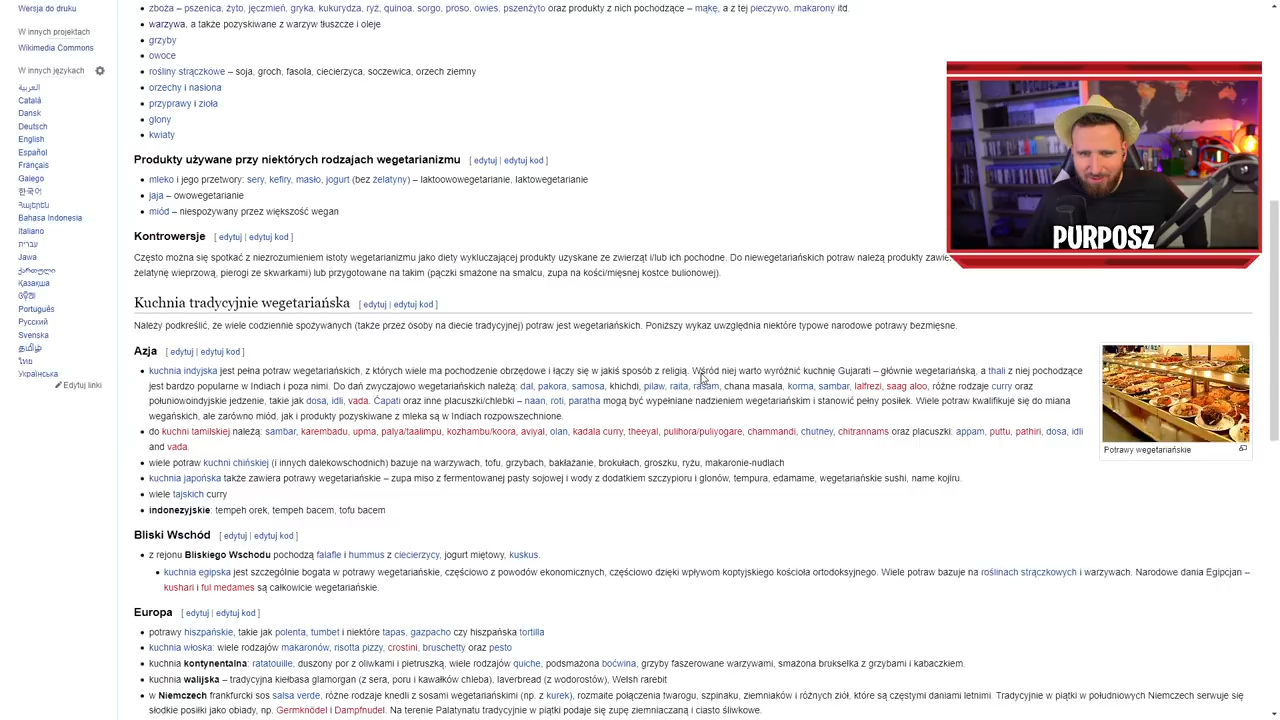 Wersja do druku
W innych projektach
Wikimedia Commons
W innych językach
العربية
Català
Dansk
Deutsch
English
Español
Français
Galego
한국어
Հայերեն
Bahasa Indonesia
Italiano
עברית
Jawa
ქართული
Қазақша
ଓଡ଼ିଆ
Português
Русский
Svenska
தமிழ்
ไทย
Українська
Edytuj linki
zboża – pszenica, żyto, jęczmień, gryka, kukurydza, ryż, quinoa, sorgo, proso, owies, pszenżyto oraz produkty z nich pochodzące – mąkę, a z tej pieczywo, makarony itd.
warzywa, a także pozyskiwane z warzyw tłuszcze i oleje
grzyby
owoce
rośliny strączkowe – soja, groch, fasola, ciecierzyca, soczewica, orzech ziemny
orzechy i nasiona
przyprawy i zioła
glony
kwiaty
Produkty używane przy niektórych rodzajach wegetarianizmu [ edytuj | edytuj kod ]
mleko i jego przetwory: sery, kefiry, masło, jogurt (bez żelatyny) – laktoowowegetarianie, laktowegetarianie
jaja – owowegetarianie
miód – niespożywany przez większość wegan
Kontrowersje [ edytuj | edytuj kod ]
Często można się spotkać z niezrozumieniem istoty wegetarianizmu jako diety wykluczającej produkty uzyskane ze zwierząt i/lub ich pochodne. Do niewegetariańskich potraw należą produkty zawie
żelatynę wieprzową, pierogi ze skwarkami) lub przygotowane na takim (pączki smażone na smalcu, zupa na kości/mięsnej kostce bulionowej).
Kuchnia tradycyjnie wegetariańska [ edytuj | edytuj kod ]
Należy podkreślić, że wiele codziennie spożywanych (także przez osoby na diecie tradycyjnej) potraw jest wegetariańskich. Poniższy wykaz uwzględnia niektóre typowe narodowe potrawy bezmięsne.
Azja [ edytuj | edytuj kod ]
kuchnia indyjska jest pełna potraw wegetariańskich, z których wiele ma pochodzenie obrzędowe i łączy się w jakiś sposób z religią. Wśród niej warto wyróżnić kuchnię Gujarati – głównie wegetariańską, a thali z niej pochodzące
jest bardzo popularne w Indiach i poza nimi. Do dań zwyczajowo wegetariańskich należą: dal, pakora, samosa, khichdi, pilaw, raita, rasam, chana masala, korma, sambar, lalfrezi, saag aloo, różne rodzaje curry oraz
południowoindyjskie jedzenie, takie jak dosa, idli, vada. Ćapati oraz inne placuszki/chlebki – naan, roti, paratha mogą być wypełniane nadzieniem wegetariańskim i stanowić pełny posiłek. Wiele potraw kwalifikuje się do miana
wegańskich, ale zarówno miód, jak i produkty pozyskiwane z mleka są w Indiach rozpowszechnione.
do kuchni tamilskiej należą: sambar, karembadu, upma, palya/taalimpu, kozhambu/koora, aviyal, olan, kadala curry, theeyal, pulihora/puliyogare, chammandi, chutney, chitrannams oraz placuszki: appam, puttu, pathiri, dosa, idli
and vada.
wiele potraw kuchni chińskiej (i innych dalekowschodnich) bazuje na warzywach, tofu, grzybach, bakłażanie, brokułach, groszku, ryżu, makaronie-nudlach
kuchnia japońska także zawiera potrawy wegetariańskie – zupa miso z fermentowanej pasty sojowej i wody z dodatkiem szczypioru i glonów, tempura, edamame, wegetariańskie sushi, name kojiru.
wiele tajskich curry
indonezyjskie: tempeh orek, tempeh bacem, tofu bacem
Potrawy wegetariańskie
Bliski Wschód [ edytuj | edytuj kod ]
z rejonu Bliskiego Wschodu pochodzą falafle i hummus z ciecierzycy, jogurt miętowy, kuskus.
kuchnia egipska jest szczególnie bogata w potrawy wegetariańskie, częściowo z powodów ekonomicznych, częściowo dzięki wpływom koptyjskiego kościoła ortodoksyjnego. Wiele potraw bazuje na roślinach strączkowych i warzywach. Narodowe dania Egipcjan –
kushari i ful medames są całkowicie wegetariańskie.
Europa [ edytuj | edytuj kod ]
potrawy hiszpańskie, takie jak polenta, tumbet i niektóre tapas, gazpacho czy hiszpańska tortilla
kuchnia włoska: wiele rodzajów makaronów, risotta pizzy, crostini, bruschetty oraz pesto
kuchnia kontynentalna: ratatouille, duszony por z oliwkami i pietruszką, wiele rodzajów quiche, podsmażona boćwina, grzyby faszerowane warzywami, smażona brukselka z grzybami i kabaczkiem.
kuchnia walijska – tradycyjna kiełbasa glamorgan (z sera, poru i kawałków chleba), laverbread (z wodorostów), Welsh rarebit
w Niemczech frankfurcki sos salsa verde, różne rodzaje knedli z sosami wegetariańskimi (np. z kurek), rozmaite połączenia twarogu, szpinaku, ziemniaków i różnych ziół, które są częstymi daniami letnimi. Tradycyjnie w piątki w południowych Niemczech serwuje się
słodkie posiłki jako obiady, np. Germknödel i Dampfnudel. Na terenie Palatynatu tradycyjnie w piątki podaje się zupę ziemniaczaną i ciasto śliwkowe.
PURPOSZ